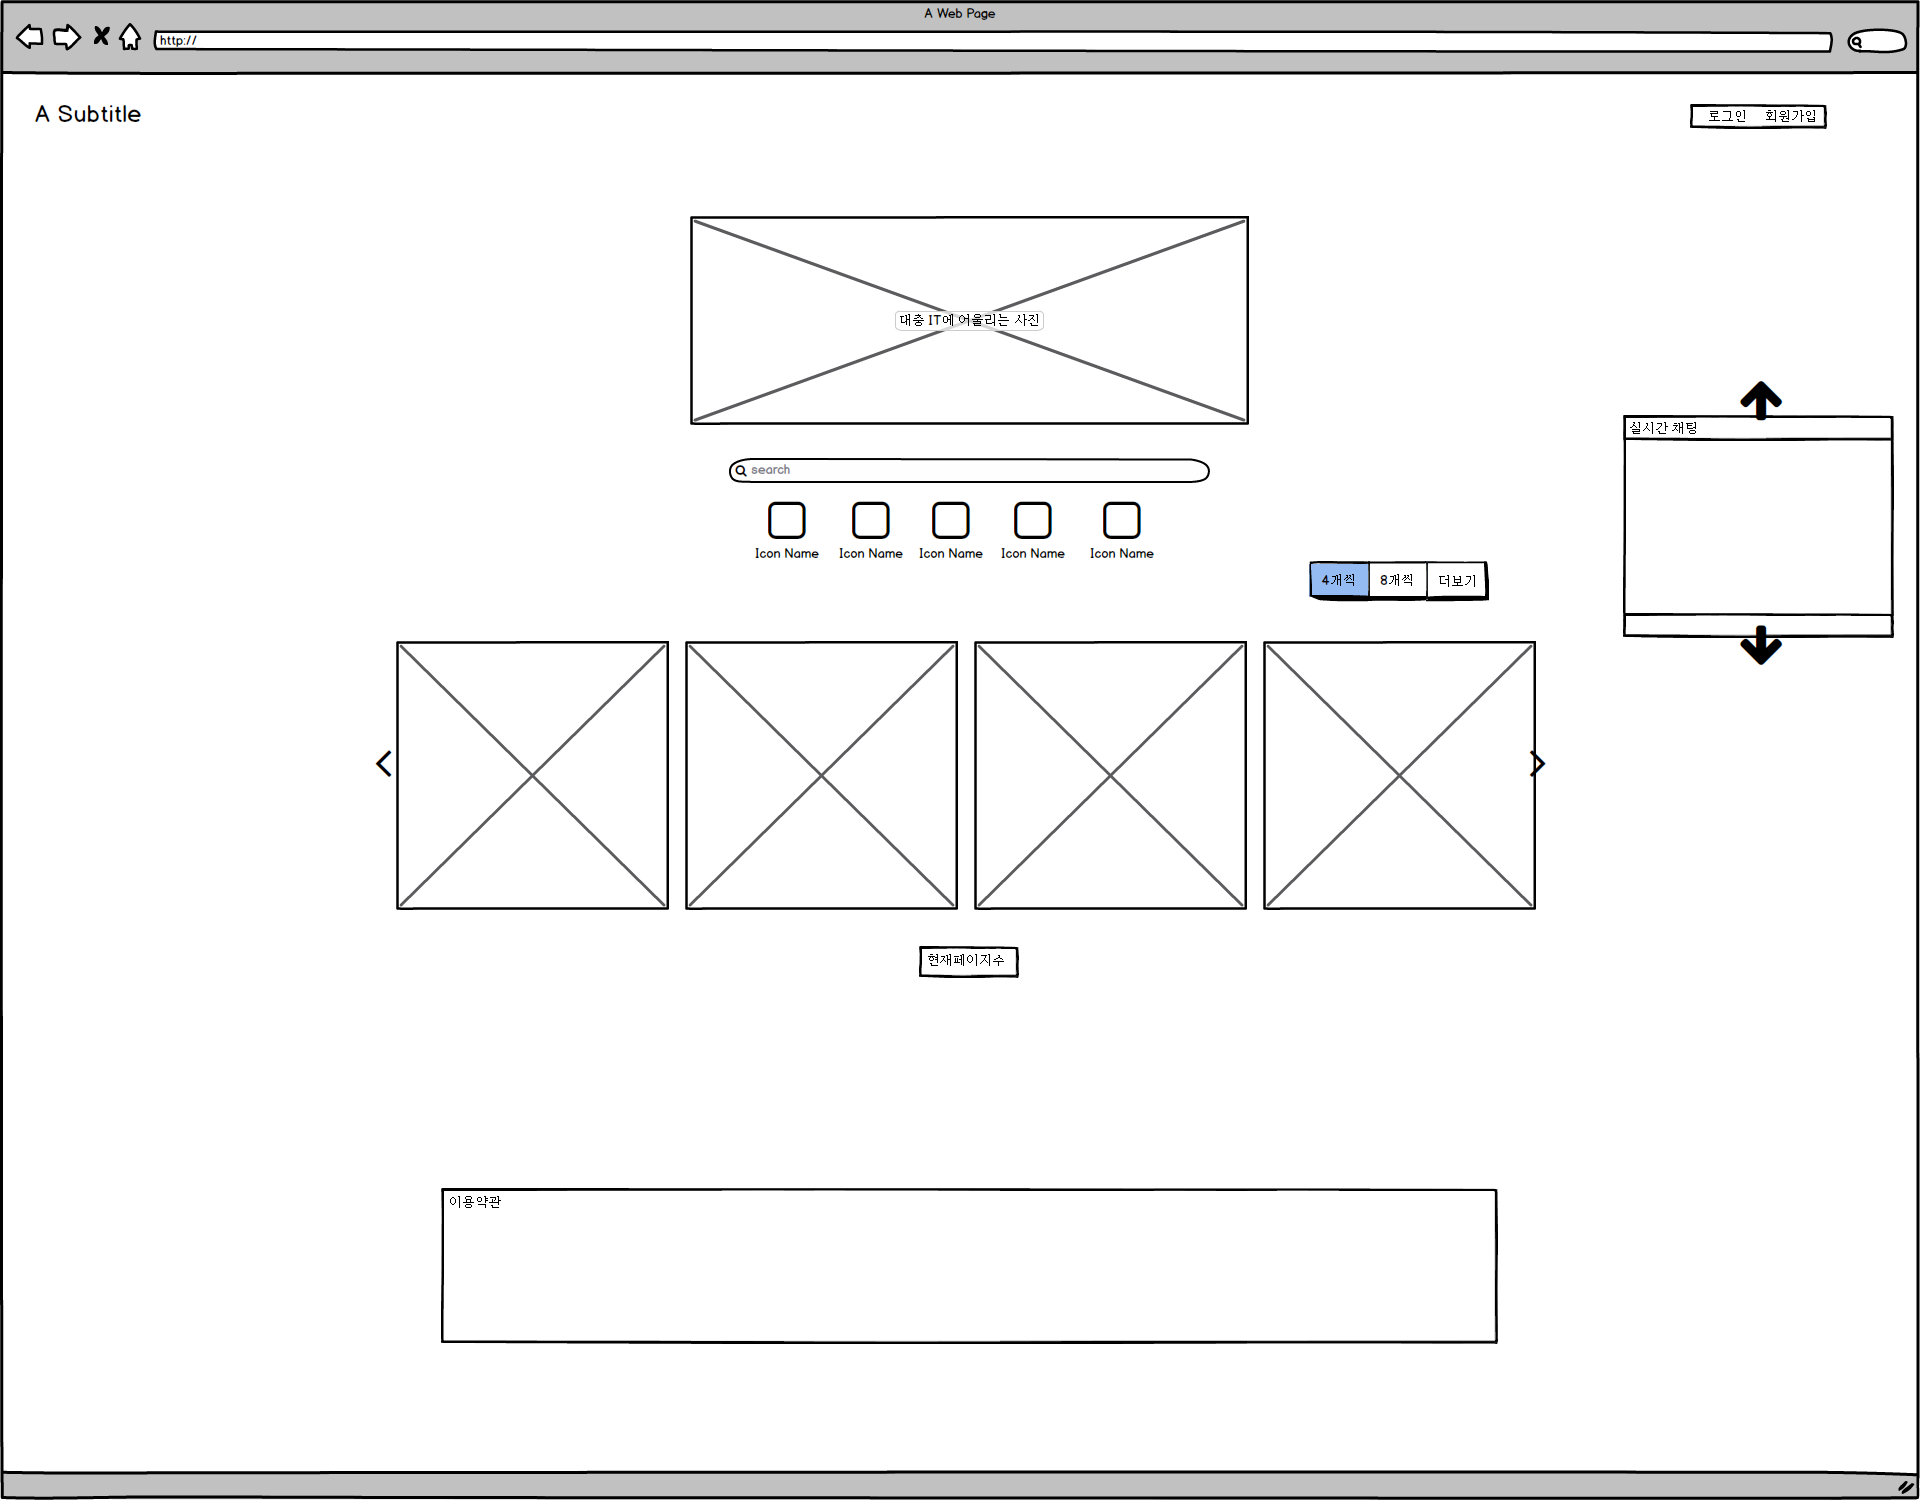 A Web Page
http://
A Subtitle
로그인 회원가입
대충 IT에 어울리는 사진
실시간 채팅
search
Icon Name Icon Name Icon Name Icon Name Icon Name
4개씩 8개씩 더보기
현재페이지수
이용약관